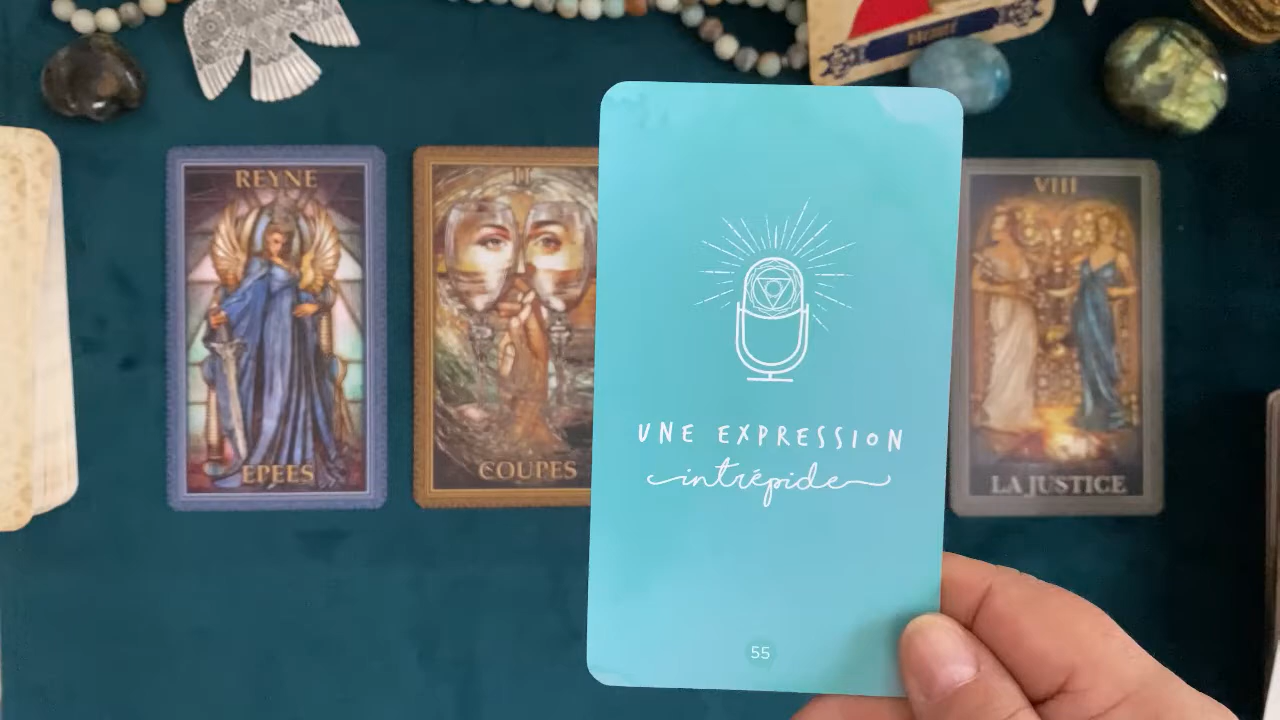 REYNE
EPEES
II
COUPES
UNE EXPRESSION
intrépide
55
VIII
LA JUSTICE